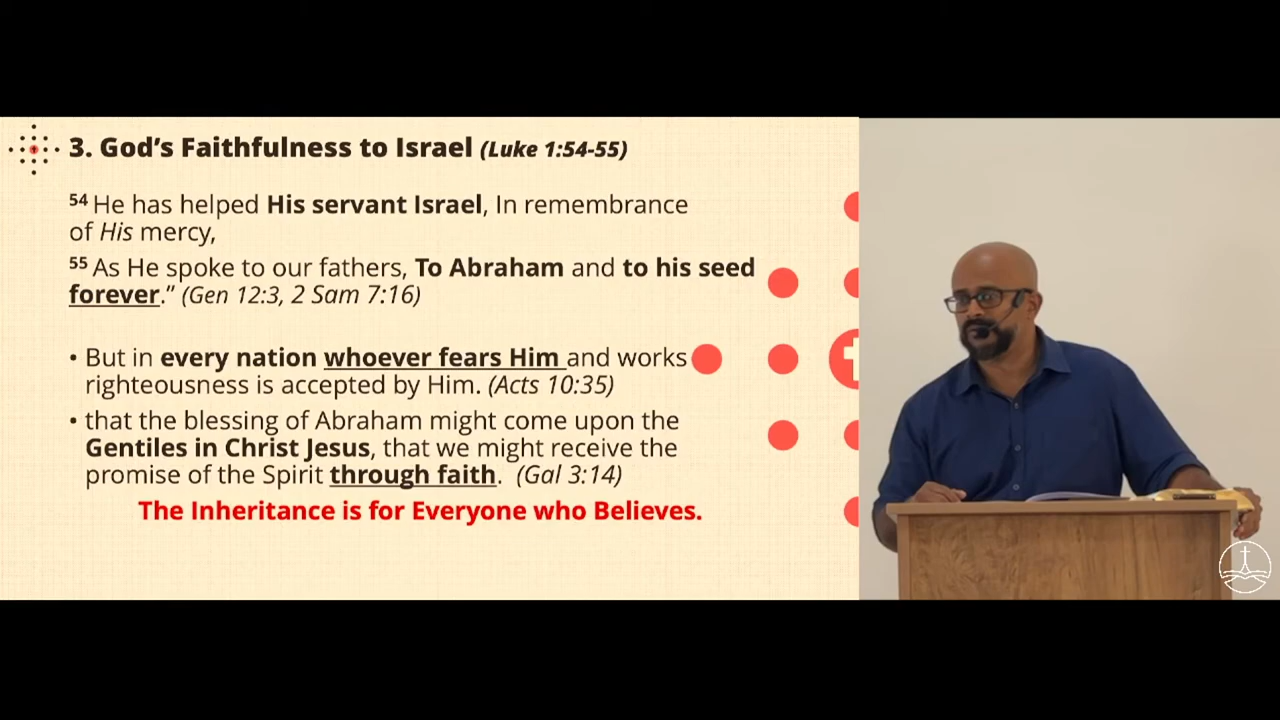 3. God's Faithfulness to Israel (Luke 1:54-55)
54 He has helped His servant Israel, In remembrance
of His mercy,
55 As He spoke to our fathers, To Abraham and to his seed
forever.” (Gen 12:3, 2 Sam 7:16)
• But in every nation whoever fears Him and works
righteousness is accepted by Him. (Acts 10:35)
• that the blessing of Abraham might come upon the
Gentiles in Christ Jesus, that we might receive the
promise of the Spirit through faith. (Gal 3:14)
The Inheritance is for Everyone who Believes.